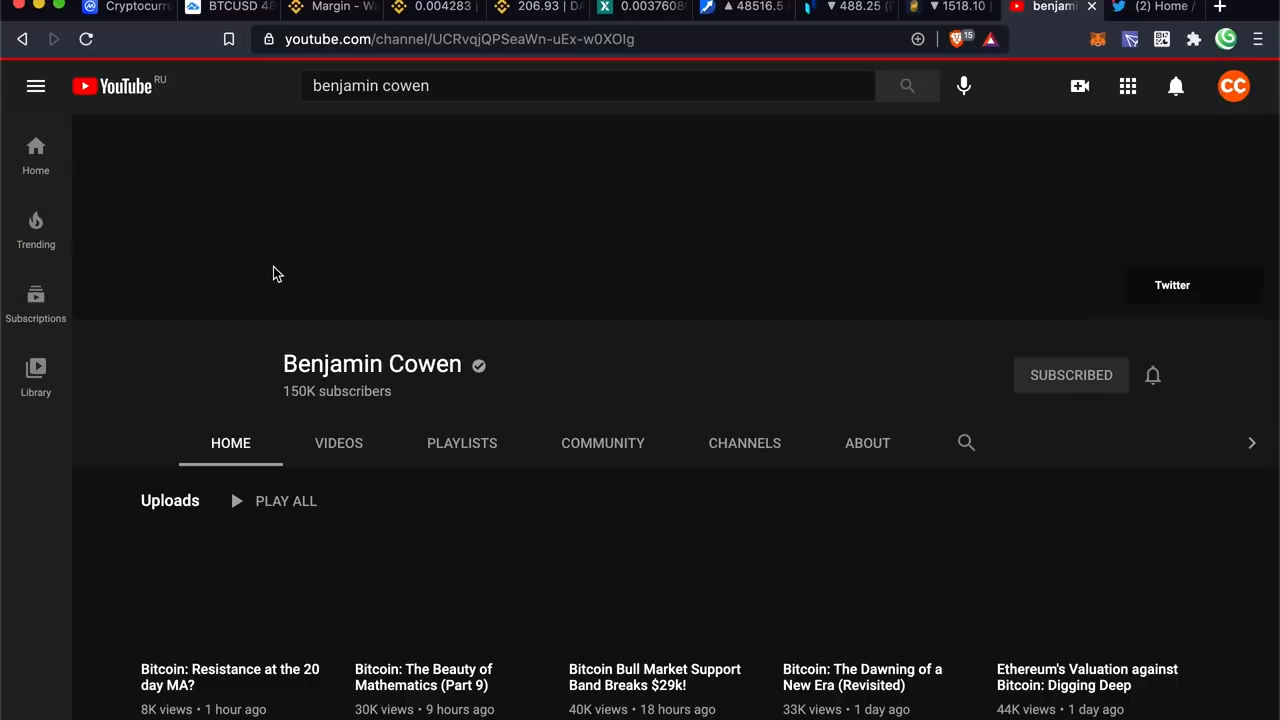 Cryptocurre
BTCUSD 48
Margin - Wa
0.004283 |
206.93 | DA
0.0037608
▲ 48516.5
▼ 488.25 (
▼ 1518.10 |
benjami
(2) Home /
youtube.com/channel/UCRvqjQPSeaWn-uEx-w0XOIg
15
YouTube RU
benjamin cowen
CC
Home
Trending
Subscriptions
Library
Twitter
Benjamin Cowen
150K subscribers
SUBSCRIBED
HOME
VIDEOS
PLAYLISTS
COMMUNITY
CHANNELS
ABOUT
Uploads
PLAY ALL
Bitcoin: Resistance at the 20
day MA?
8K views • 1 hour ago
Bitcoin: The Beauty of
Mathematics (Part 9)
30K views • 9 hours ago
Bitcoin Bull Market Support
Band Breaks $29k!
40K views • 18 hours ago
Bitcoin: The Dawning of a
New Era (Revisited)
33K views • 1 day ago
Ethereum's Valuation against
Bitcoin: Digging Deep
44K views • 1 day ago